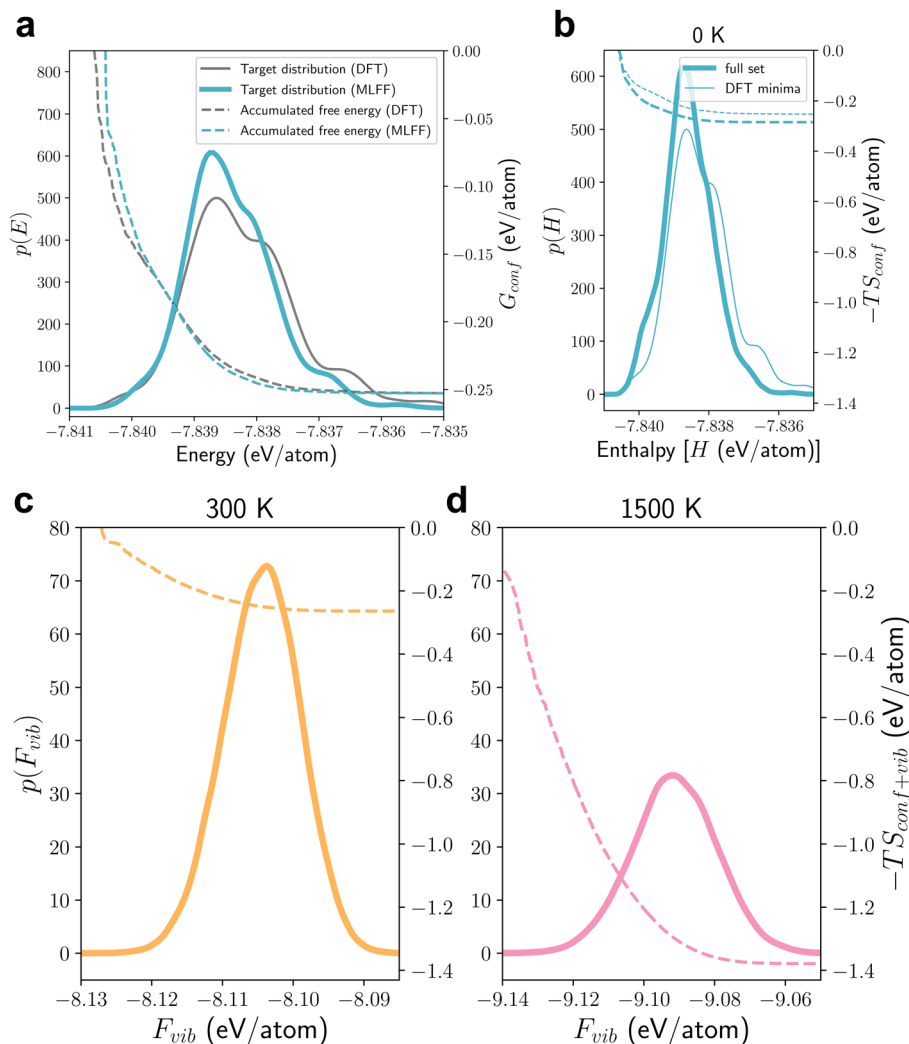 a
Target distribution (DFT)
Target distribution (MLFF)
Accumulated free energy (DFT)
Accumulated free energy (MLFF)
800
700
600
500
400
300
200
100
0
p(E)
0.00
−0.05
−0.10
−0.15
−0.20
−0.25
G_conf (eV/atom)
−7.841 −7.840 −7.839 −7.838 −7.837 −7.836 −7.835
Energy (eV/atom)
b
0 K
full set
DFT minima
600
500
400
300
200
100
0
p(H)
0.0
−0.2
−0.4
−0.6
−0.8
−1.0
−1.2
−1.4
−TS_conf (eV/atom)
−7.840 −7.838 −7.836
Enthalpy [H (eV/atom)]
c
300 K
80
70
60
50
40
30
20
10
0
p(F_vib)
0.0
−0.2
−0.4
−0.6
−0.8
−1.0
−1.2
−1.4
−8.13 −8.12 −8.11 −8.10 −8.09
F_vib (eV/atom)
d
1500 K
80
70
60
50
40
30
20
10
0
0.0
−0.2
−0.4
−0.6
−0.8
−1.0
−1.2
−1.4
−TS_conf+vib (eV/atom)
−9.14 −9.12 −9.10 −9.08 −9.06
F_vib (eV/atom)